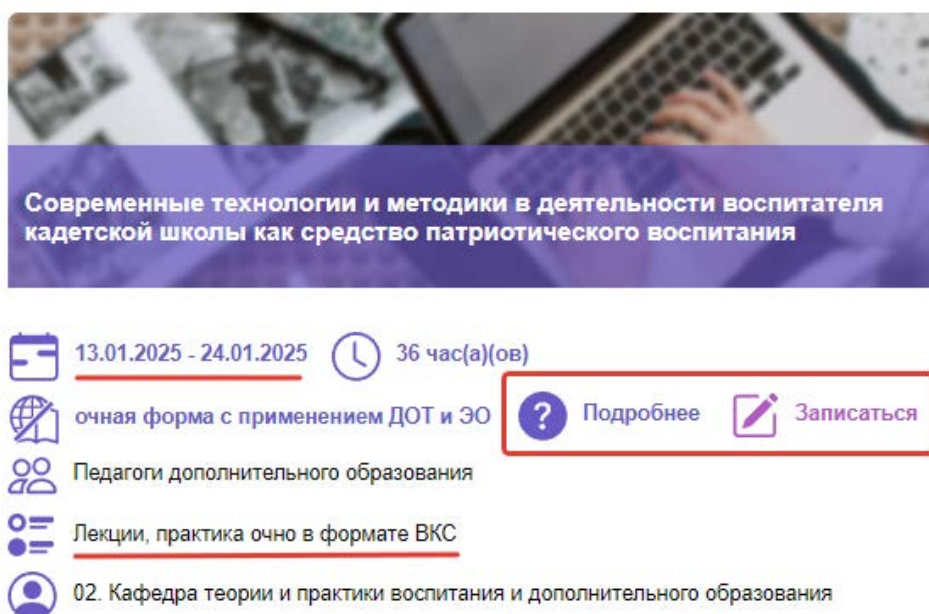 Современные технологии и методики в деятельности воспитателя
кадетской школы как средство патриотического воспитания
13.01.2025 - 24.01.2025 36 час(а)(ов)
очная форма с применением ДОТ и ЭО ? Подробнее Записаться
Педагоги дополнительного образования
Лекции, практика очно в формате ВКС
02. Кафедра теории и практики воспитания и дополнительного образования